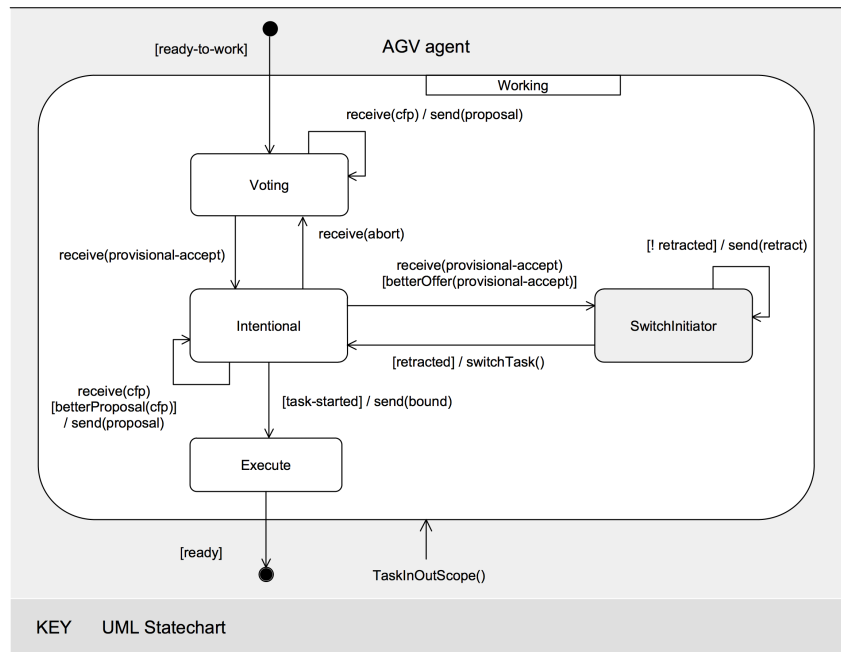 AGV agent
[ready-to-work]
Working
receive(cfp) / send(proposal)
Voting
receive(abort)
receive(provisional-accept)
[! retracted] / send(retract)
receive(provisional-accept)
[betterOffer(provisional-accept)]
Intentional
SwitchInitiator
[retracted] / switchTask()
receive(cfp)
[betterProposal(cfp)]
/ send(proposal)
[task-started] / send(bound)
Execute
[ready]
TaskInOutScope()
KEY UML Statechart